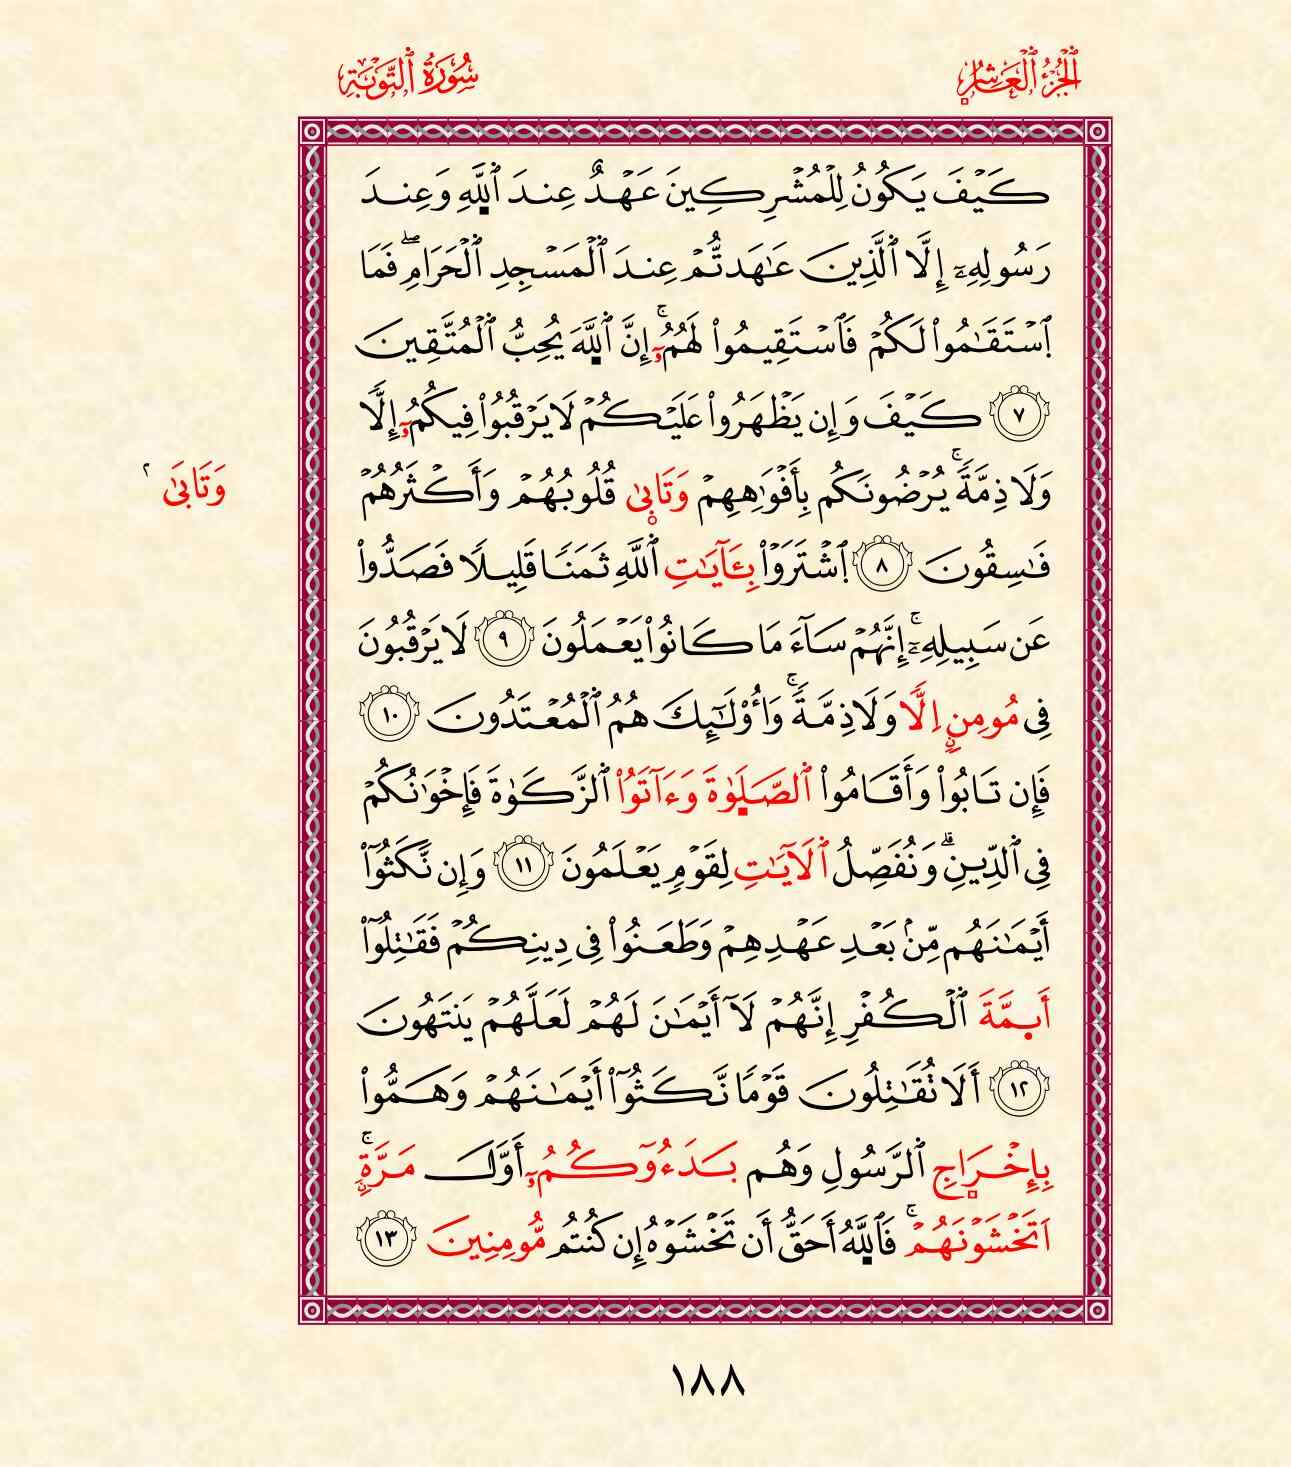 الجُزْءُ ٱلْعَاشِرُ
سُورَةُ ٱلتَّوْبَةِ
كَيْفَ يَكُونُ لِلْمُشْرِكِينَ عَهْدٌ عِندَ ٱللَّهِ وَعِندَ
رَسُولِهِۦٓ إِلَّا ٱلَّذِينَ عَٰهَدتُّمْ عِندَ ٱلْمَسْجِدِ ٱلْحَرَامِۖ فَمَا
اَ۪سْتَقَٰمُوا۟ لَكُمْ فَٱسْتَقِيمُوا۟ لَهُمُۥٓۚ إِنَّ ٱللَّهَ يُحِبُّ ٱلْمُتَّقِينَ
٧ كَيْفَ وَإِن يَظْهَرُوا۟ عَلَيْكُمْ لَا يَرْقُبُوا۟ فِيكُمُۥٓ إِلَّا
وَلَا ذِمَّةًۚ يُرْضُونَكُم بِأَفْوَٰهِهِمْ وَتَابىٰ قُلُوبُهُمْ وَأَكْثَرُهُمْ
وَتَابَىٰ ٢
فَٰسِقُونَ ٨ اِ۪شْتَرَوْا۟ بِـَٔايَٰتِ ٱللَّهِ ثَمَنًا قَلِيلًا فَصَدُّوا۟
عَن سَبِيلِهِۦٓۚ إِنَّهُمْ سَآءَ مَا كَانُوا۟ يَعْمَلُونَ ٩ لَا يَرْقُبُونَ
فِى مُومِنٍ اِلًّا وَلَا ذِمَّةًۚ وَأُو۟لَٰٓئِكَ هُمُ ٱلْمُعْتَدُونَ ١٠
فَإِن تَابُوا۟ وَأَقَامُوا۟ ٱلصَّلَوٰةَ وَءَاتَوُا۟ ٱلزَّكَوٰةَ فَإِخْوَٰنُكُمْ
فِى ٱلدِّينِۗ وَنُفَصِّلُ ٱلَايَٰتِ لِقَوْمٍ يَعْلَمُونَ ١١ وَإِن نَّكَثُوٓا۟
أَيْمَٰنَهُم مِّنۢ بَعْدِ عَهْدِهِمْ وَطَعَنُوا۟ فِى دِينِكُمْ فَقَٰتِلُوٓا۟
أَىِٕمَّةَ ٱلْكُفْرِ إِنَّهُمْ لَآ أَيْمَٰنَ لَهُمْ لَعَلَّهُمْ يَنتَهُونَ
١٢ أَلَا تُقَٰتِلُونَ قَوْمًا نَّكَثُوٓا۟ أَيْمَٰنَهُمْ وَهَمُّوا۟
بِإِخْرَاجِ ٱلرَّسُولِ وَهُم بَدَءُوكُمُۥٓ أَوَّلَ مَرَّةٍۚ
اَتَخْشَوْنَهُمْۚ فَٱللَّهُ أَحَقُّ أَن تَخْشَوْهُ إِن كُنتُم مُّومِنِينَ ١٣
١٨٨